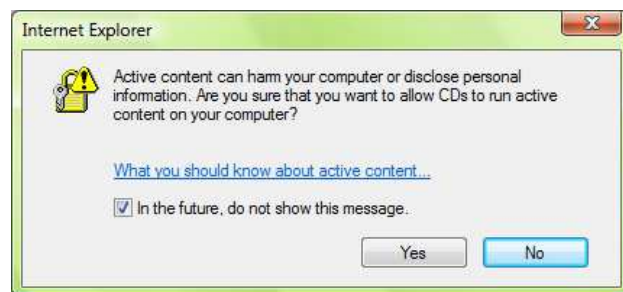 Internet Explorer
Active content can harm your computer or disclose personal
information. Are you sure that you want to allow CDs to run active
content on your computer?
What you should know about active content...
In the future, do not show this message.
Yes
No